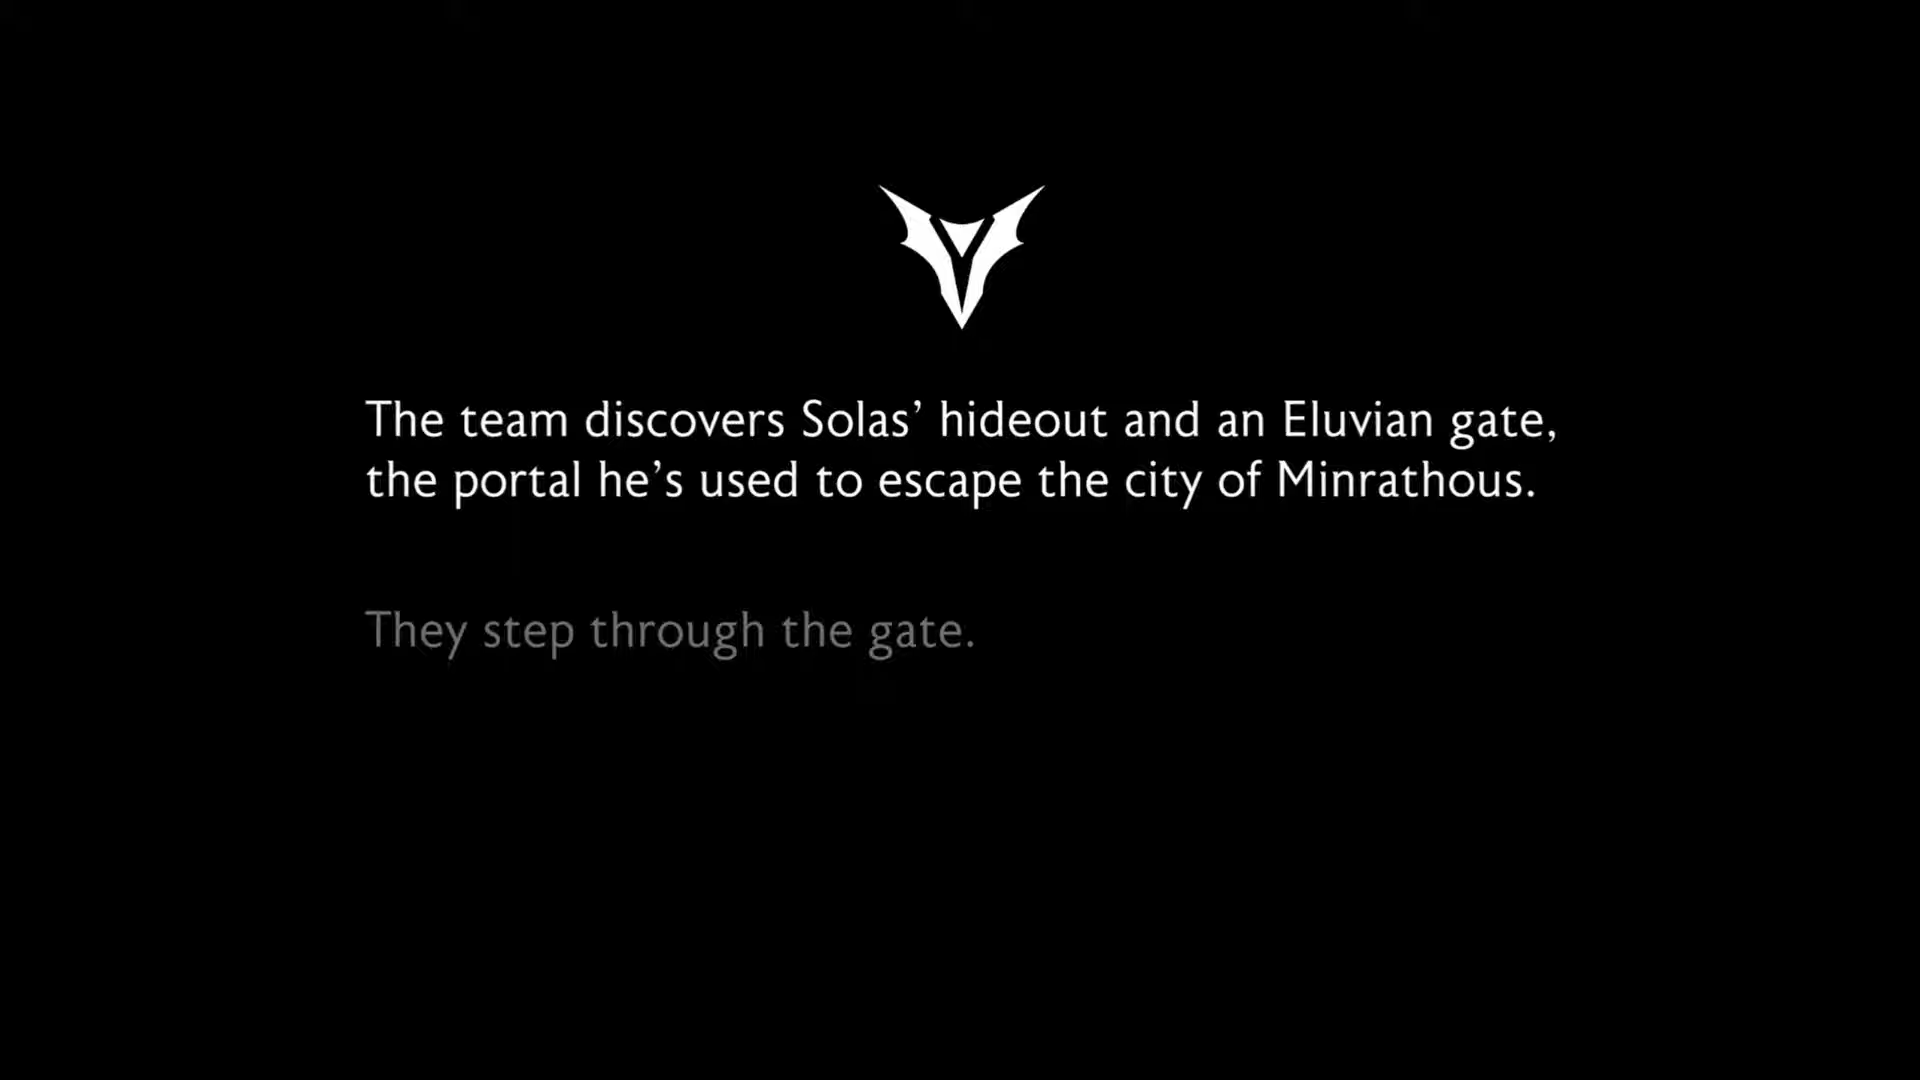 The team discovers Solas’ hideout and an Eluvian gate,
the portal he’s used to escape the city of Minrathous.
They step through the gate.